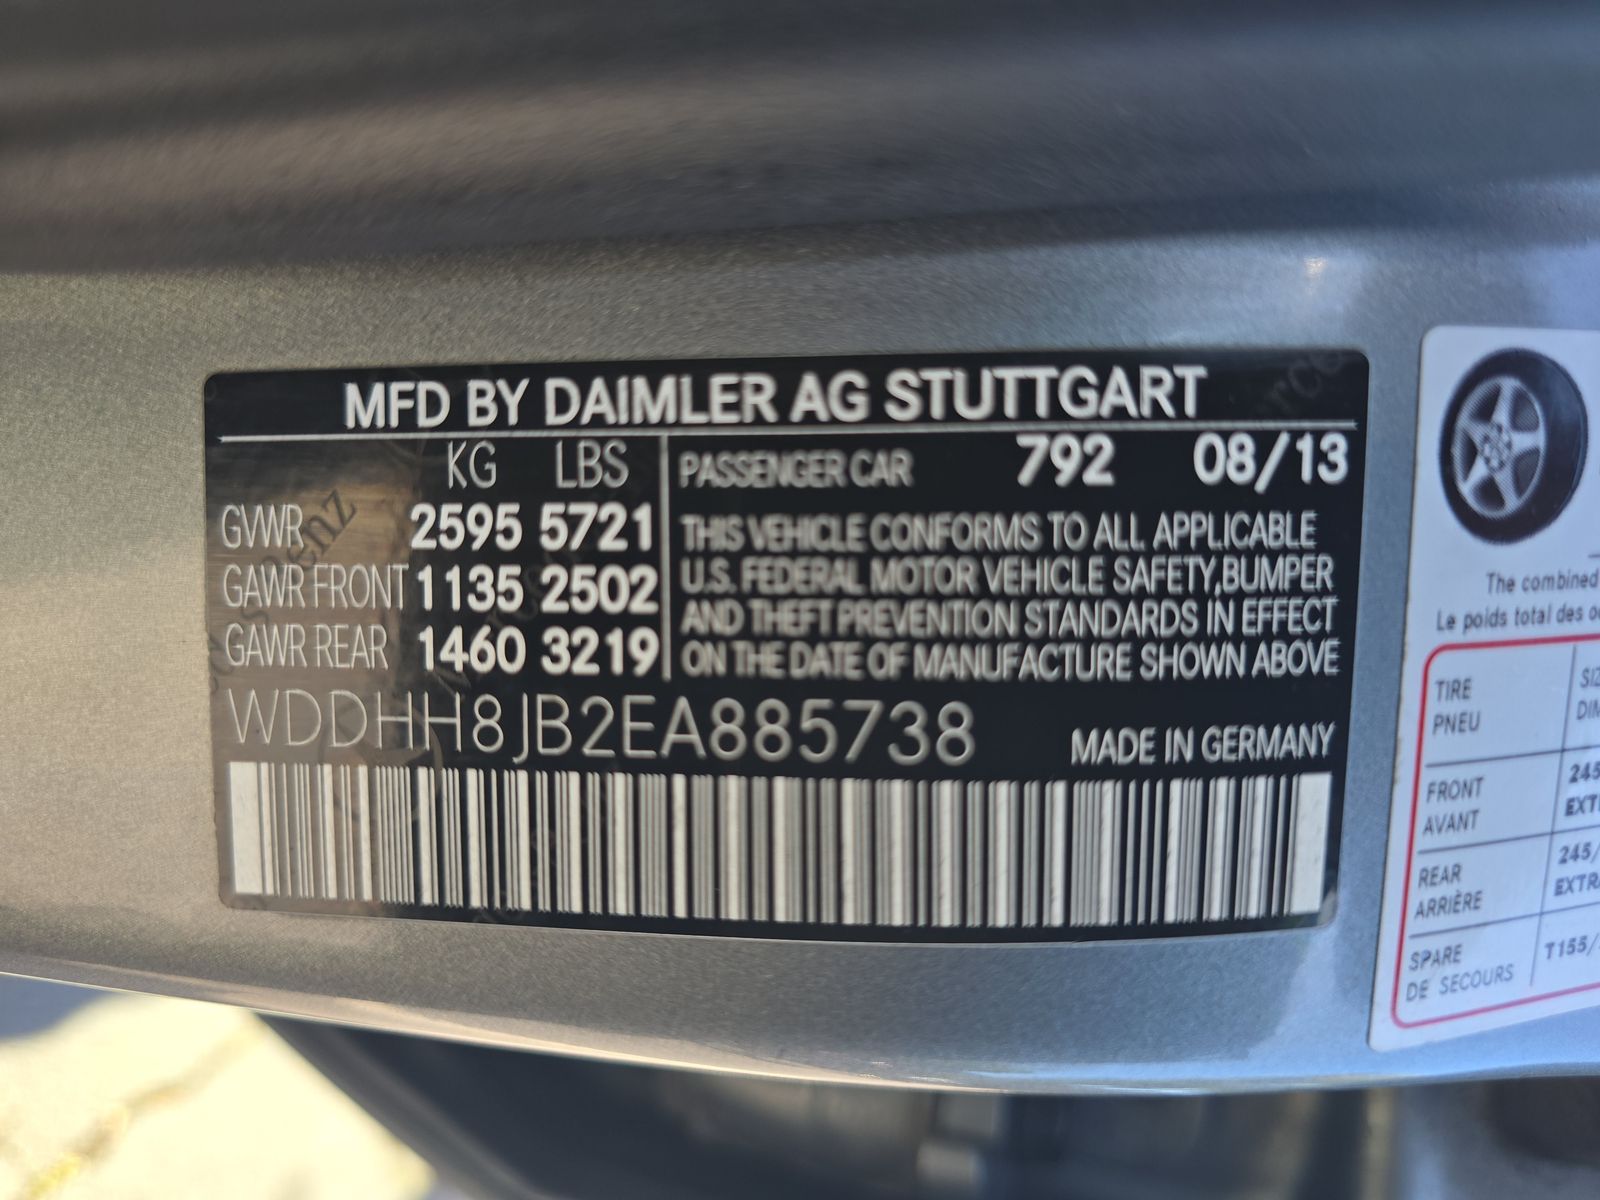 MFD BY DAIMLER AG STUTTGART
KG LBS
GVWR 2595 5721
GAWR FRONT 1135 2502
GAWR REAR 1460 3219
PASSENGER CAR 792 08/13
THIS VEHICLE CONFORMS TO ALL APPLICABLE
U.S. FEDERAL MOTOR VEHICLE SAFETY,BUMPER
AND THEFT PREVENTION STANDARDS IN EFFECT
ON THE DATE OF MANUFACTURE SHOWN ABOVE
WDDHH8JB2EA885738
MADE IN GERMANY
The combined
Le poids total des
TIRE
PNEU
FRONT
AVANT
245
REAR
ARRIÈRE
245/
SPARE
DE SECOURS
T155/